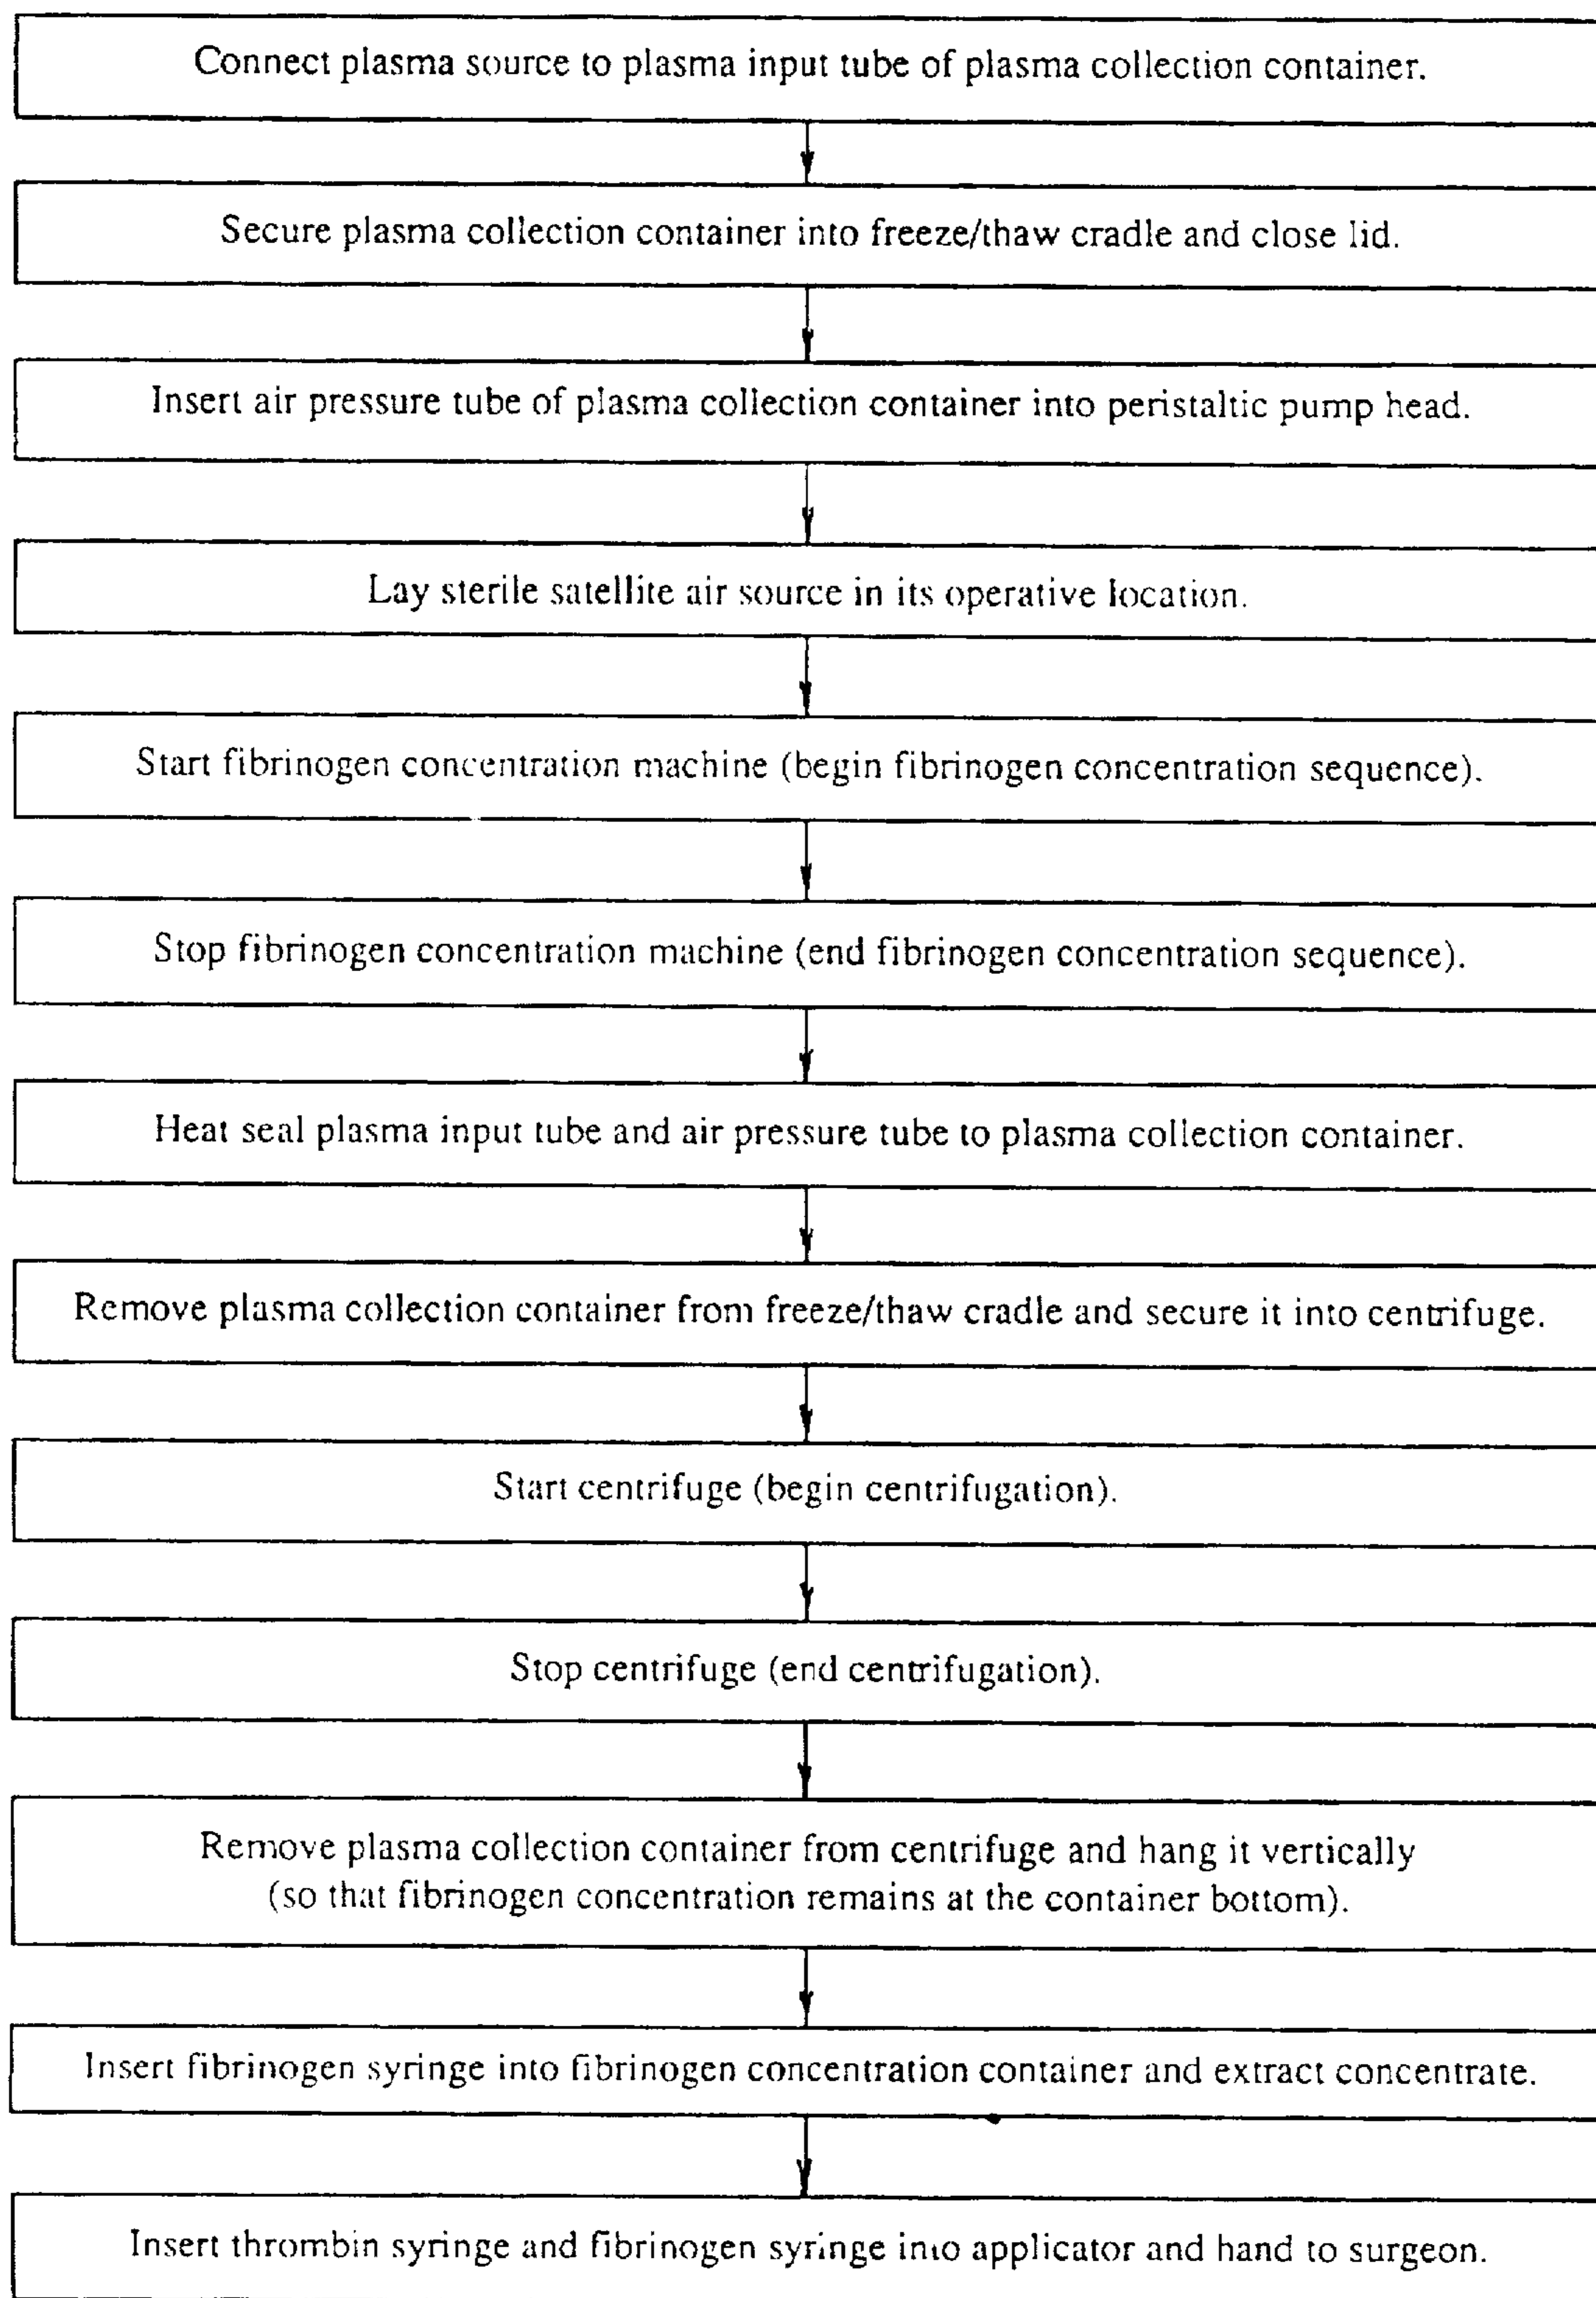 Connect plasma source to plasma input tube of plasma collection container.
Secure plasma collection container into freeze/thaw cradle and close lid.
Insert air pressure tube of plasma collection container into peristaltic pump head.
Lay sterile satellite air source in its operative location.
Start fibrinogen concentration machine (begin fibrinogen concentration sequence).
Stop fibrinogen concentration machine (end fibrinogen concentration sequence).
Heat seal plasma input tube and air pressure tube to plasma collection container.
Remove plasma collection container from freeze/thaw cradle and secure it into centrifuge.
Start centrifuge (begin centrifugation).
Stop centrifuge (end centrifugation).
Remove plasma collection container from centrifuge and hang it vertically
(so that fibrinogen concentration remains at the container bottom).
Insert fibrinogen syringe into fibrinogen concentration container and extract concentrate.
Insert thrombin syringe and fibrinogen syringe into applicator and hand to surgeon.